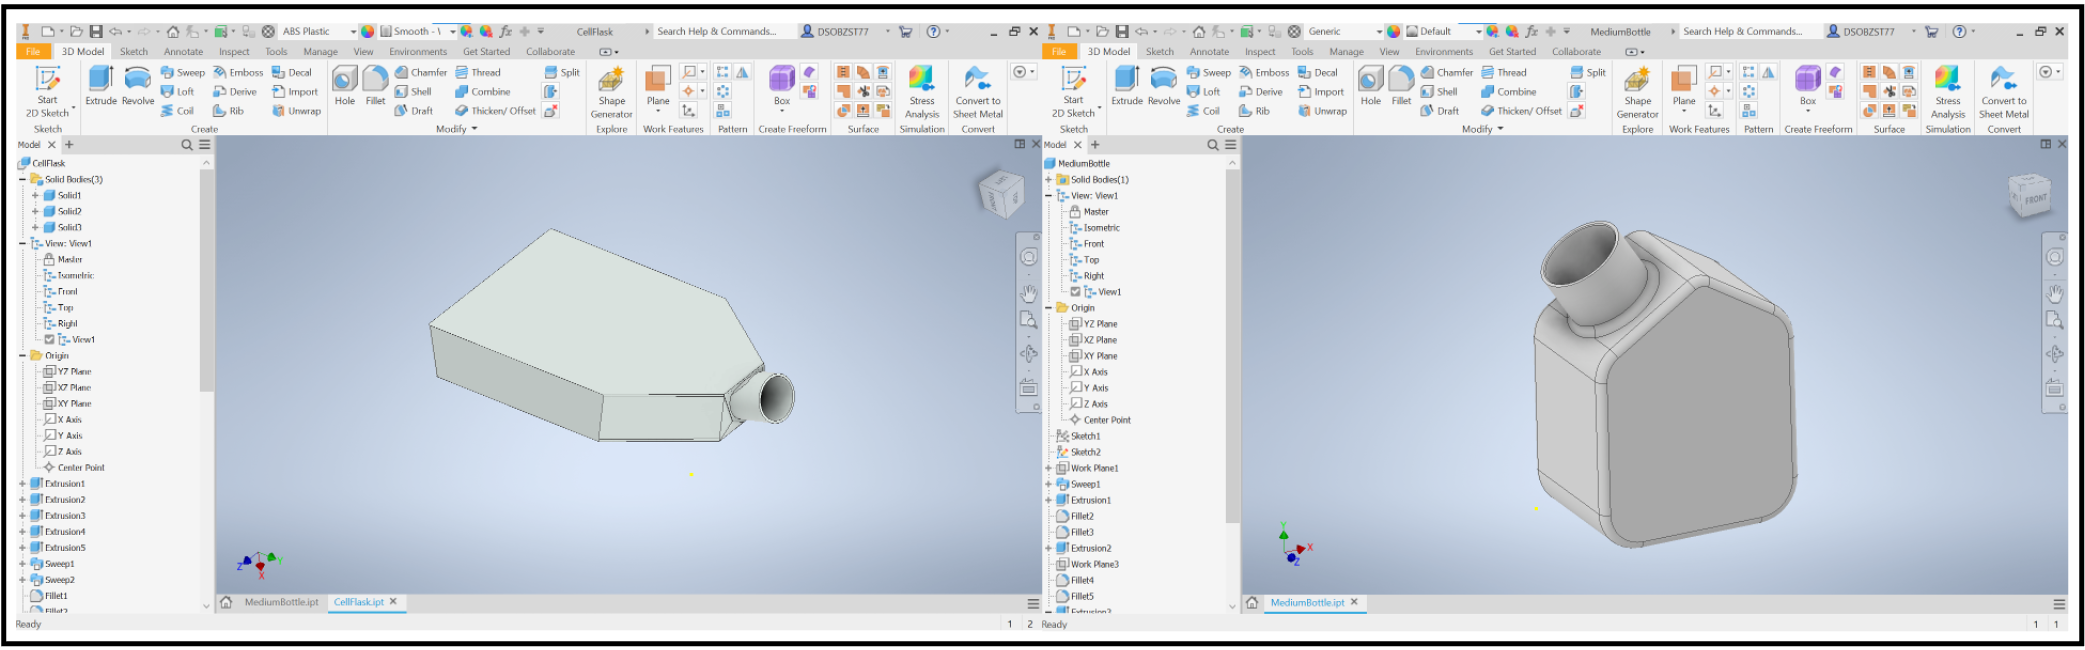 ABS Plastic Smooth - \ fx CellFlask Search Help & Commands... DSOBZST77
File 3D Model Sketch Annotate Inspect Tools Manage View Environments Get Started Collaborate
Start 2D Sketch
Extrude Revolve
Sweep Emboss Decal
Loft Derive Import
Coil Rib Unwrap
Hole Fillet
Chamfer Thread Split
Shell Combine
Draft Thicken/ Offset
Shape Generator
Plane
Box
Stress Analysis
Convert to Sheet Metal
Sketch Create Modify Explore Work Features Pattern Create Freeform Surface Simulation Convert
Model
CellFlask
Solid Bodies(3)
Solid1
Solid2
Solid3
View: View1
Master
Isometric
Front
Top
Right
View1
Origin
YZ Plane
XZ Plane
XY Plane
X Axis
Y Axis
Z Axis
Center Point
Extrusion1
Extrusion2
Extrusion3
Extrusion4
Extrusion5
Sweep1
Sweep2
Fillet1
Fillet2
Z Y
X
MediumBottle.ipt CellFlask.ipt
Ready 1 2
Generic Default fx MediumBottle Search Help & Commands... DSOBZST77
File 3D Model Sketch Annotate Inspect Tools Manage View Environments Get Started Collaborate
Start 2D Sketch
Extrude Revolve
Sweep Emboss Decal
Loft Derive Import
Coil Rib Unwrap
Hole Fillet
Chamfer Thread Split
Shell Combine
Draft Thicken/ Offset
Shape Generator
Plane
Box
Stress Analysis
Convert to Sheet Metal
Sketch Create Modify Explore Work Features Pattern Create Freeform Surface Simulation Convert
Model
MediumBottle
Solid Bodies(1)
View: View1
Master
Isometric
Front
Top
Right
View1
Origin
YZ Plane
XZ Plane
XY Plane
X Axis
Y Axis
Z Axis
Center Point
Sketch1
Sketch2
Work Plane1
Sweep1
Extrusion1
Fillet2
Fillet3
Extrusion2
Work Plane3
Fillet4
Fillet5
Extrusion3
FRONT
Y
X
Z
MediumBottle.ipt
Ready 1 1